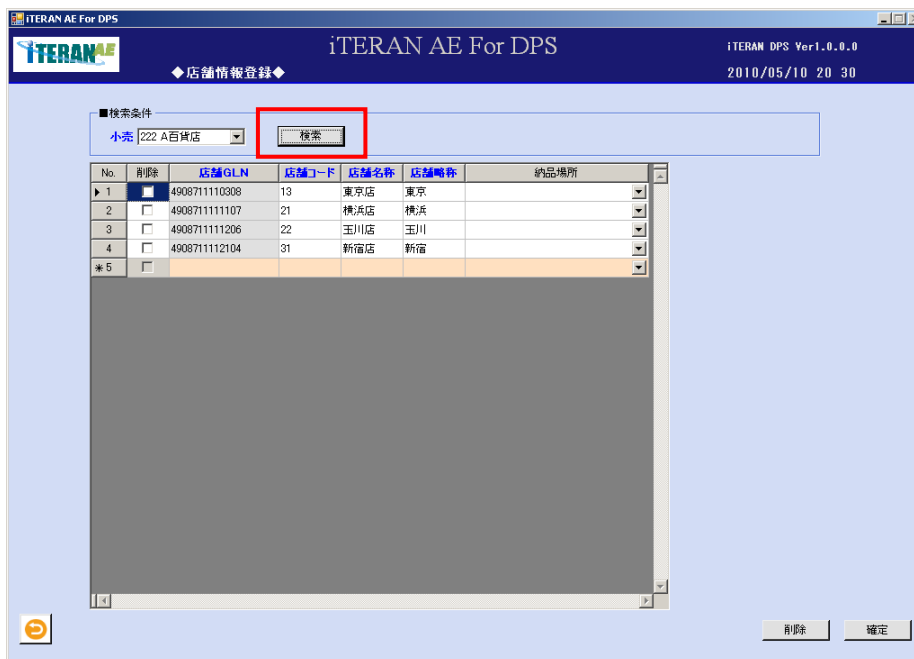 iTERAN AE For DPS
iTERANAE
iTERAN AE For DPS
iTERAN DPS Ver1.0.0.0
◆店舗情報登録◆
2010/05/10 20 30
■検索条件
小売 222 A百貨店 検索
No. 削除 店舗GLN 店舗コード 店舗名称 店舗略称 納品場所
1 4908711110308 13 東京店 東京
2 4908711111107 21 横浜店 横浜
3 4908711111206 22 玉川店 玉川
4 4908711112104 31 新宿店 新宿
＊5
削除 確定